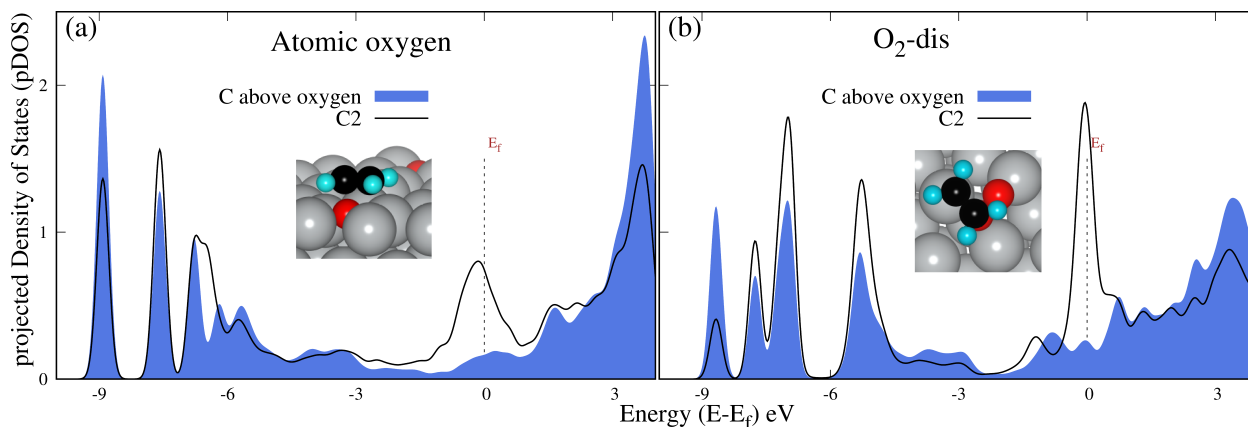 (a)
Atomic oxygen
C above oxygen
C2
E_f
projected Density of States (pDOS)
0
1
2
-9
-6
-3
0
3
(b)
O₂-dis
C above oxygen
C2
E_f
-9
-6
-3
0
3
Energy (E-E_f) eV